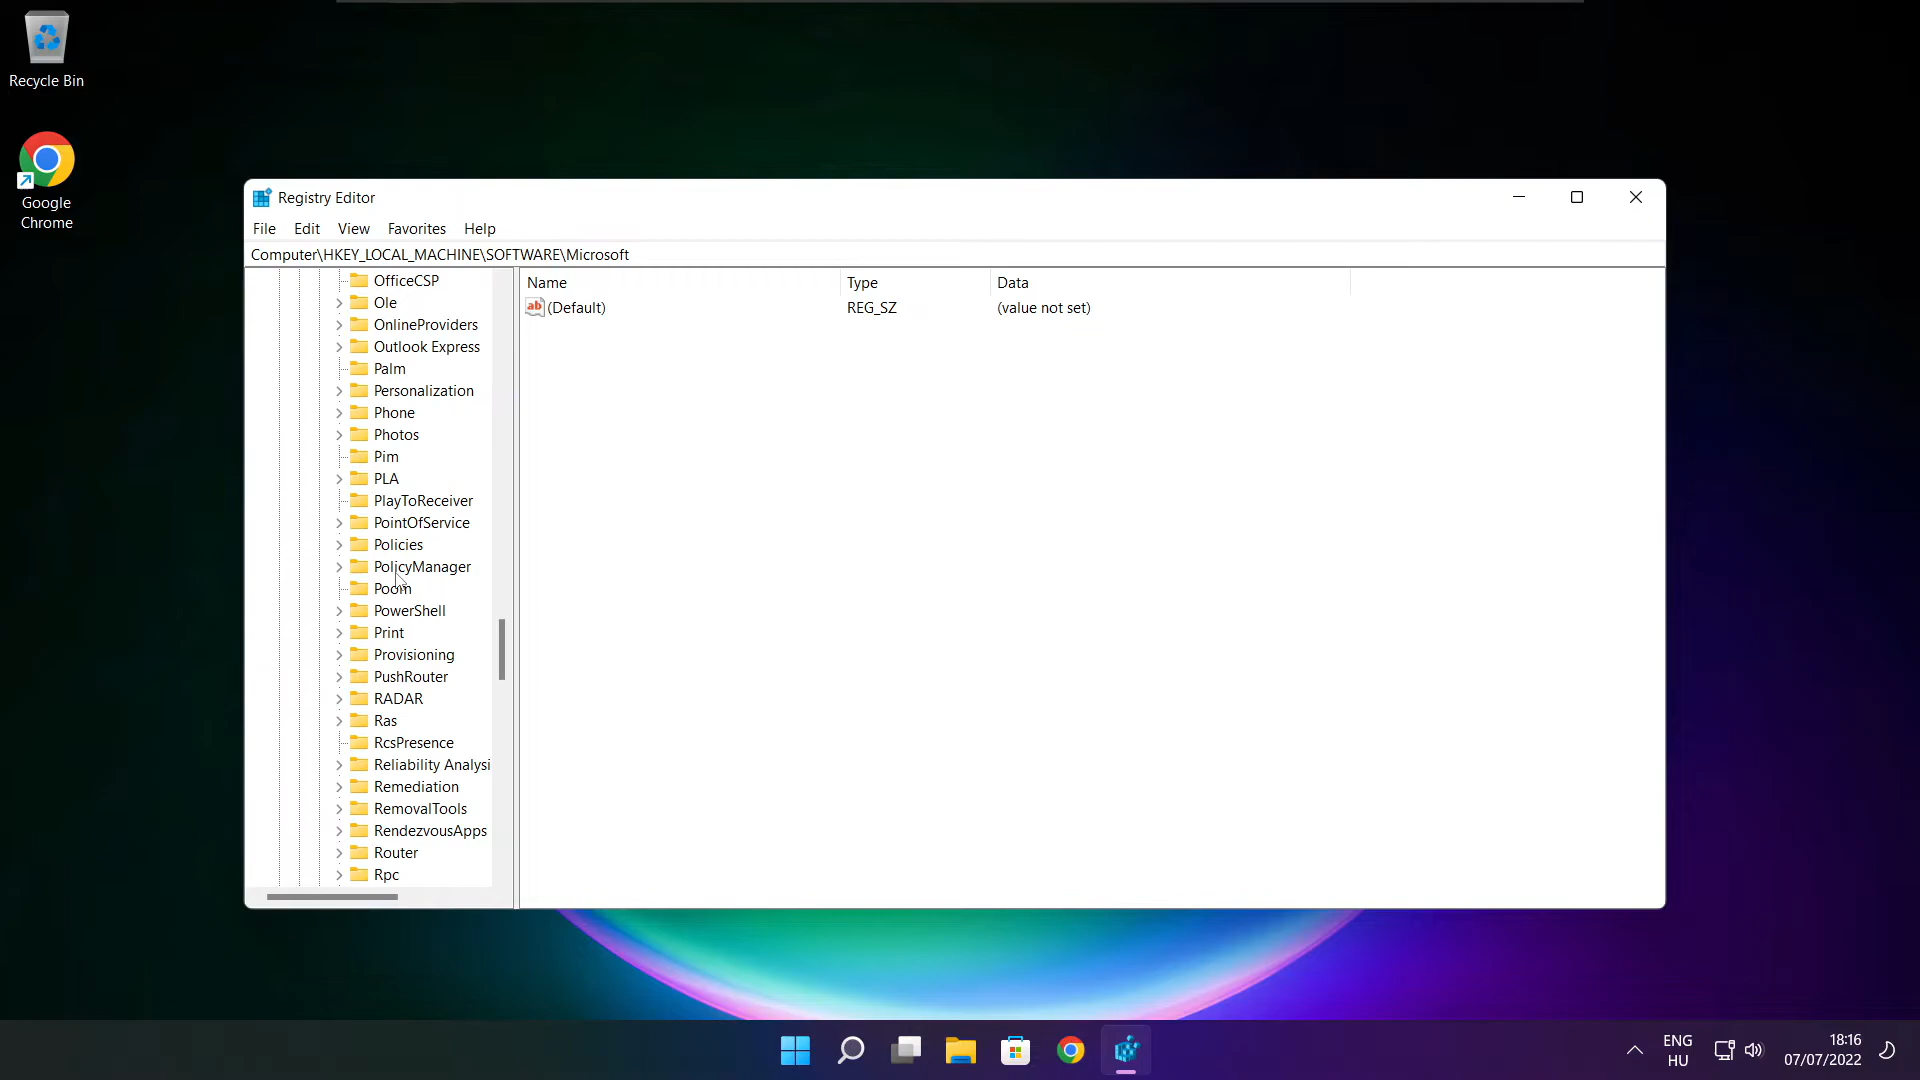 Recycle Bin
Google
Chrome
Registry Editor
File Edit View Favorites Help
Computer\HKEY_LOCAL_MACHINE\SOFTWARE\Microsoft
OfficeCSP
Ole
OnlineProviders
Outlook Express
Palm
Personalization
Phone
Photos
Pim
PLA
PlayToReceiver
PointOfService
Policies
PolicyManager
Poom
PowerShell
Print
Provisioning
PushRouter
RADAR
Ras
RcsPresence
Reliability Analysi
Remediation
RemovalTools
RendezvousApps
Router
Rpc
Name Type Data
ab (Default) REG_SZ (value not set)
ENG
HU
18:16
07/07/2022